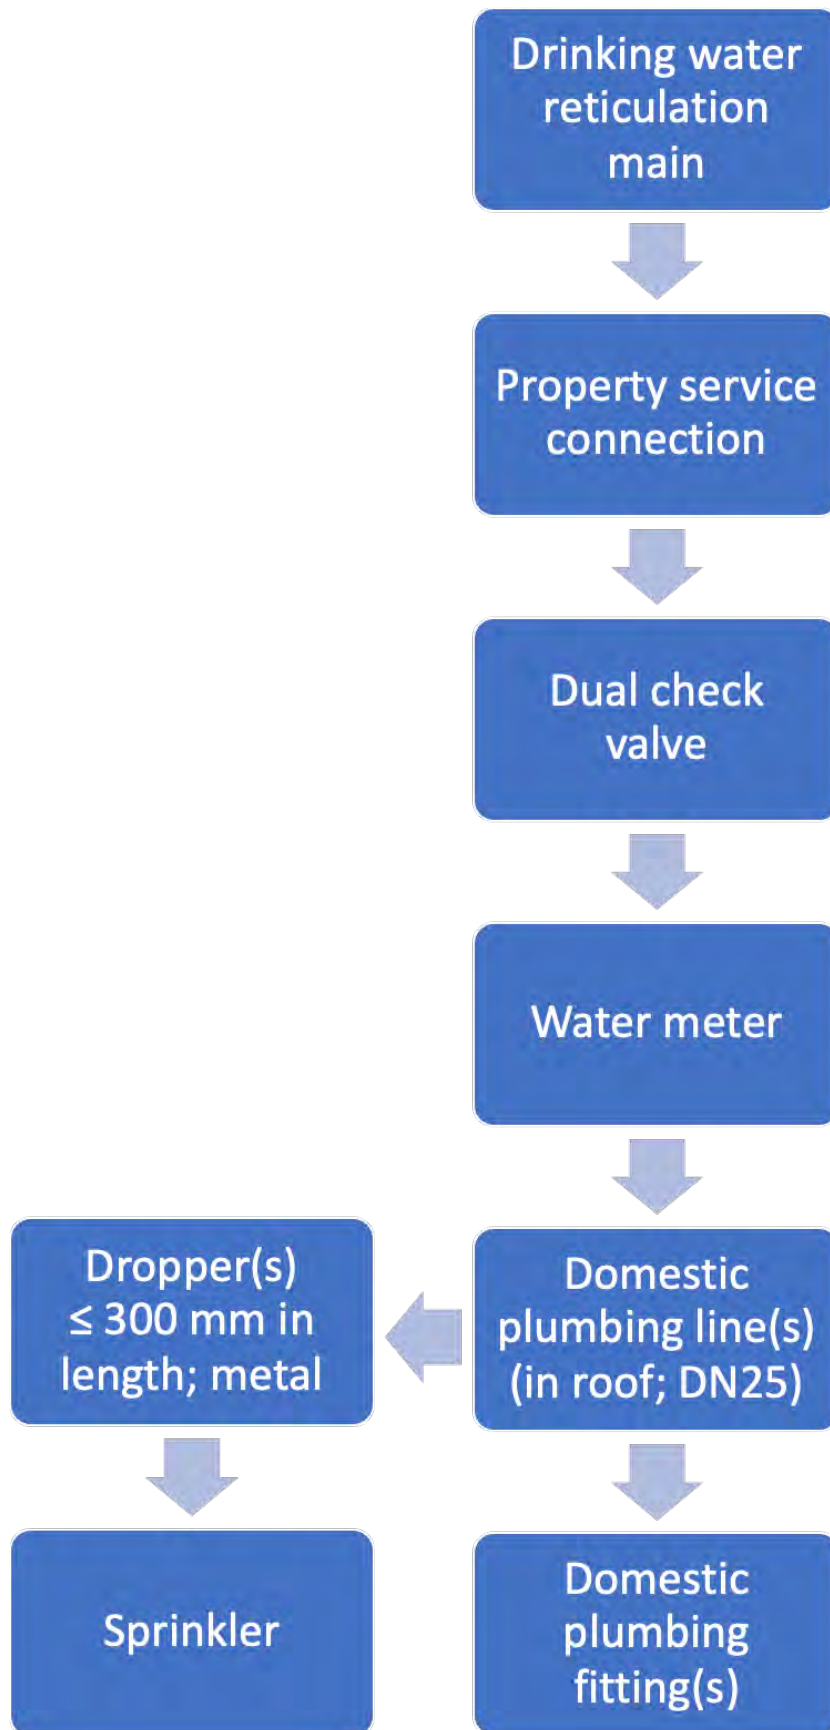 Drinking water
reticulation
main
Property service
connection
Dual check
valve
Water meter
Domestic
plumbing line(s)
(in roof; DN25)
Dropper(s)
≤ 300 mm in
length; metal
Sprinkler
Domestic
plumbing
fitting(s)